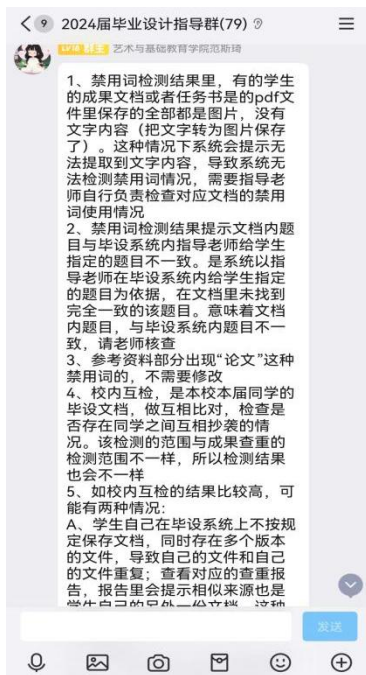 9 2024届毕业设计指导群(79)
LV18 群主 艺术与基础教育学院范斯琦
1、禁用词检测结果里，有的学生
的成果文档或者任务书是的pdf文
件里保存的全部都是图片，没有
文字内容（把文字转为图片保存
了）。这种情况下系统会提示无
法提取到文字内容，导致系统无
法检测禁用词情况，需要指导老
师自行负责检查对应文档的禁用
词使用情况
2、禁用词检测结果提示文档内题
目与毕设系统内指导老师给学生
指定的题目不一致。是系统以指
导老师在毕设系统内给学生指定
的题目为依据，在文档里未找到
完全一致的该题目。意味着文档
内题目，与毕设系统内题目不一
致，请老师核查
3、参考资料部分出现“论文”这种
禁用词的，不需要修改
4、校内互检，是本校本届同学的
毕设文档，做互相比对，检查是
否存在同学之间互相抄袭的情
况。该检测的范围与成果查重的
检测范围不一样，所以检测结果
也会不一样
5、如校内互检的结果比较高，可
能有两种情况：
A、学生自己在毕设系统上不按规
定保存文档，同时存在多个版本
的文件，导致自己的文件和自己
的文件重复；查看对应的查重报
告，报告里会提示相似来源也是
学生自己的另外一份文档，这种
发送